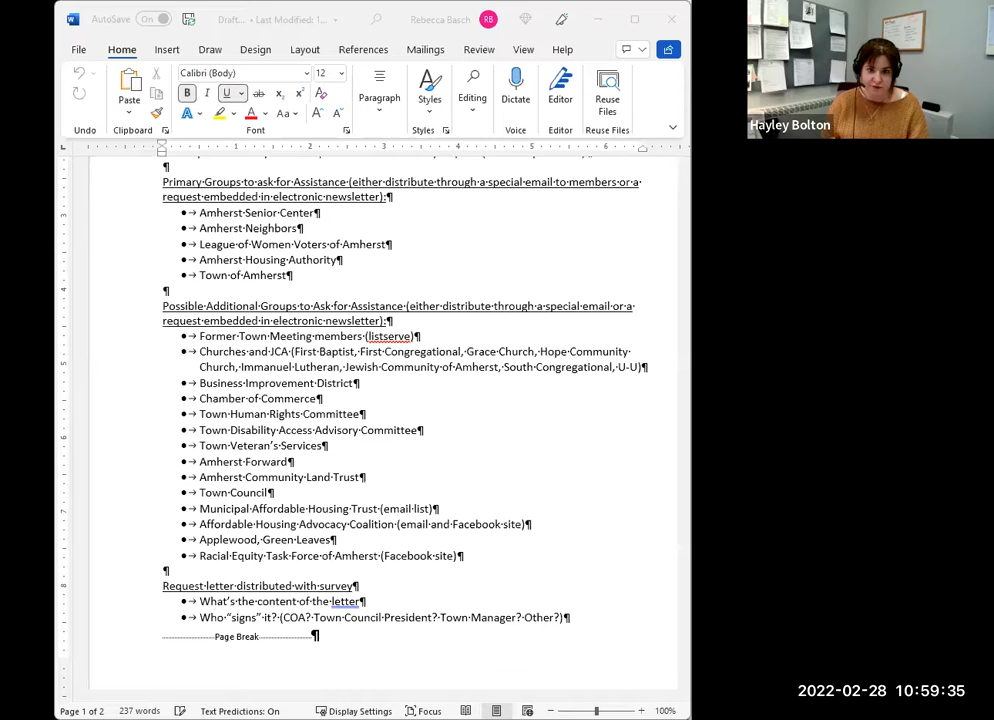 AutoSave On Draft... • Last Modified: 1... Rebecca Basch RB
File Home Insert Draw Design Layout References Mailings Review View Help
Calibri (Body) 12
Paste Paragraph Styles Editing Dictate Editor Reuse Files
Undo Clipboard Font Styles Voice Editor Reuse Files
1 2 3 4 5 6
Primary Groups to ask for Assistance (either distribute through a special email to members or a
request embedded in electronic newsletter):
Amherst Senior Center
Amherst Neighbors
League of Women Voters of Amherst
Amherst Housing Authority
Town of Amherst
Possible Additional Groups to Ask for Assistance (either distribute through a special email or a
request embedded in electronic newsletter):
Former Town Meeting members (listserve)
Churches and JCA (First Baptist, First Congregational, Grace Church, Hope Community
Church, Immanuel Lutheran, Jewish Community of Amherst, South Congregational, U-U)
Business Improvement District
Chamber of Commerce
Town Human Rights Committee
Town Disability Access Advisory Committee
Town Veteran's Services
Amherst Forward
Amherst Community Land Trust
Town Council
Municipal Affordable Housing Trust (email list)
Affordable Housing Advocacy Coalition (email and Facebook site)
Applewood, Green Leaves
Racial Equity Task Force of Amherst (Facebook site)
Request letter distributed with survey
What's the content of the letter
Who “signs” it? (COA? Town Council President? Town Manager? Other?)
Page Break
Page 1 of 2 237 words Text Predictions: On Display Settings Focus 100%
Hayley Bolton
2022-02-28 10:59:35